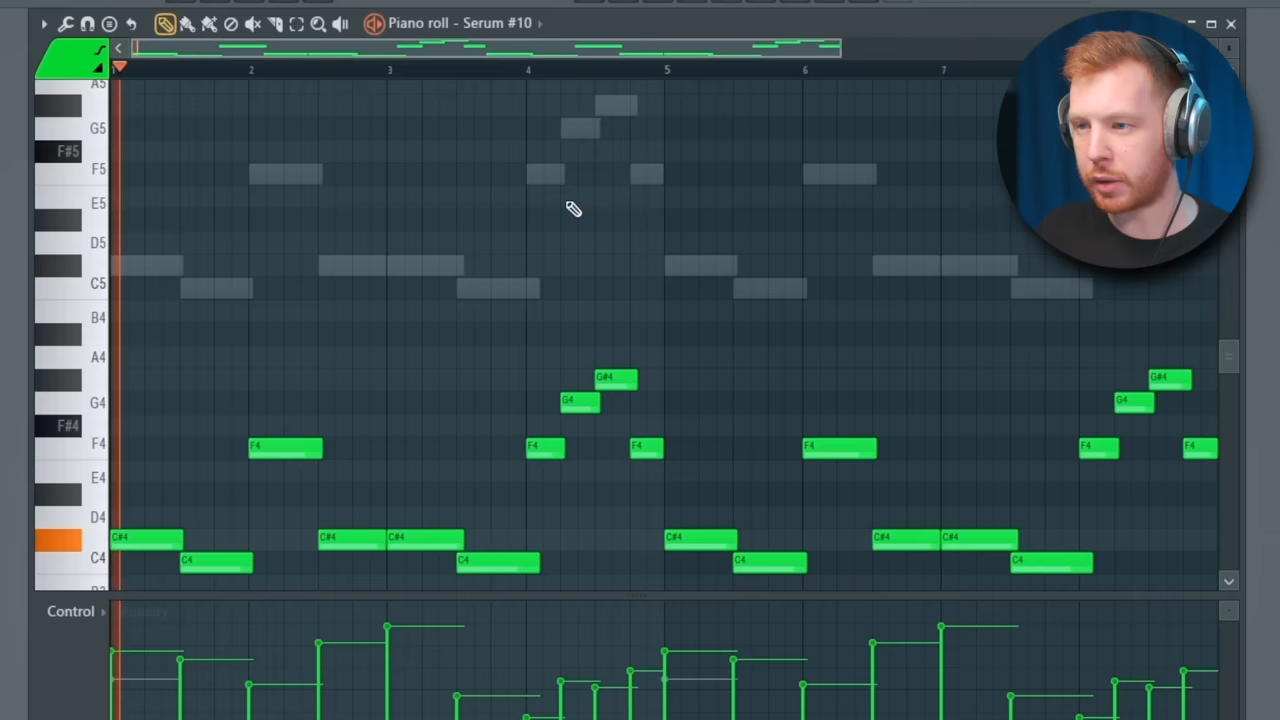 Piano roll - Serum #10
2 3 4 5 6 7
A5
G5
F#5
F5
E5
D5
C5
B4
A4
G#4 G#4
G4 G4 G4
F#4
F4 F4 F4 F4 F4 F4 F4
E4
D4
C#4 C#4 C#4 C#4 C#4 C#4
C4 C4 C4 C4 C4
Control